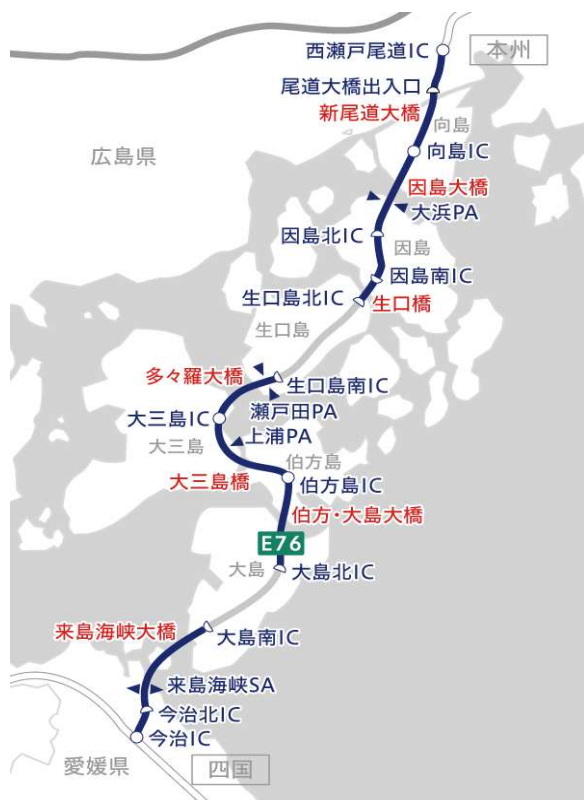 西瀬戸尾道IC
本州
尾道大橋出入口
新尾道大橋
向島
広島県
向島IC
因島大橋
大浜PA
因島北IC
因島
因島南IC
生口島北IC
生口橋
生口島
多々羅大橋
生口島南IC
瀬戸田PA
大三島IC
上浦PA
大三島
伯方島
大三島橋
伯方島IC
伯方・大島大橋
E76
大島
大島北IC
来島海峡大橋
大島南IC
来島海峡SA
今治北IC
今治IC
愛媛県
四国